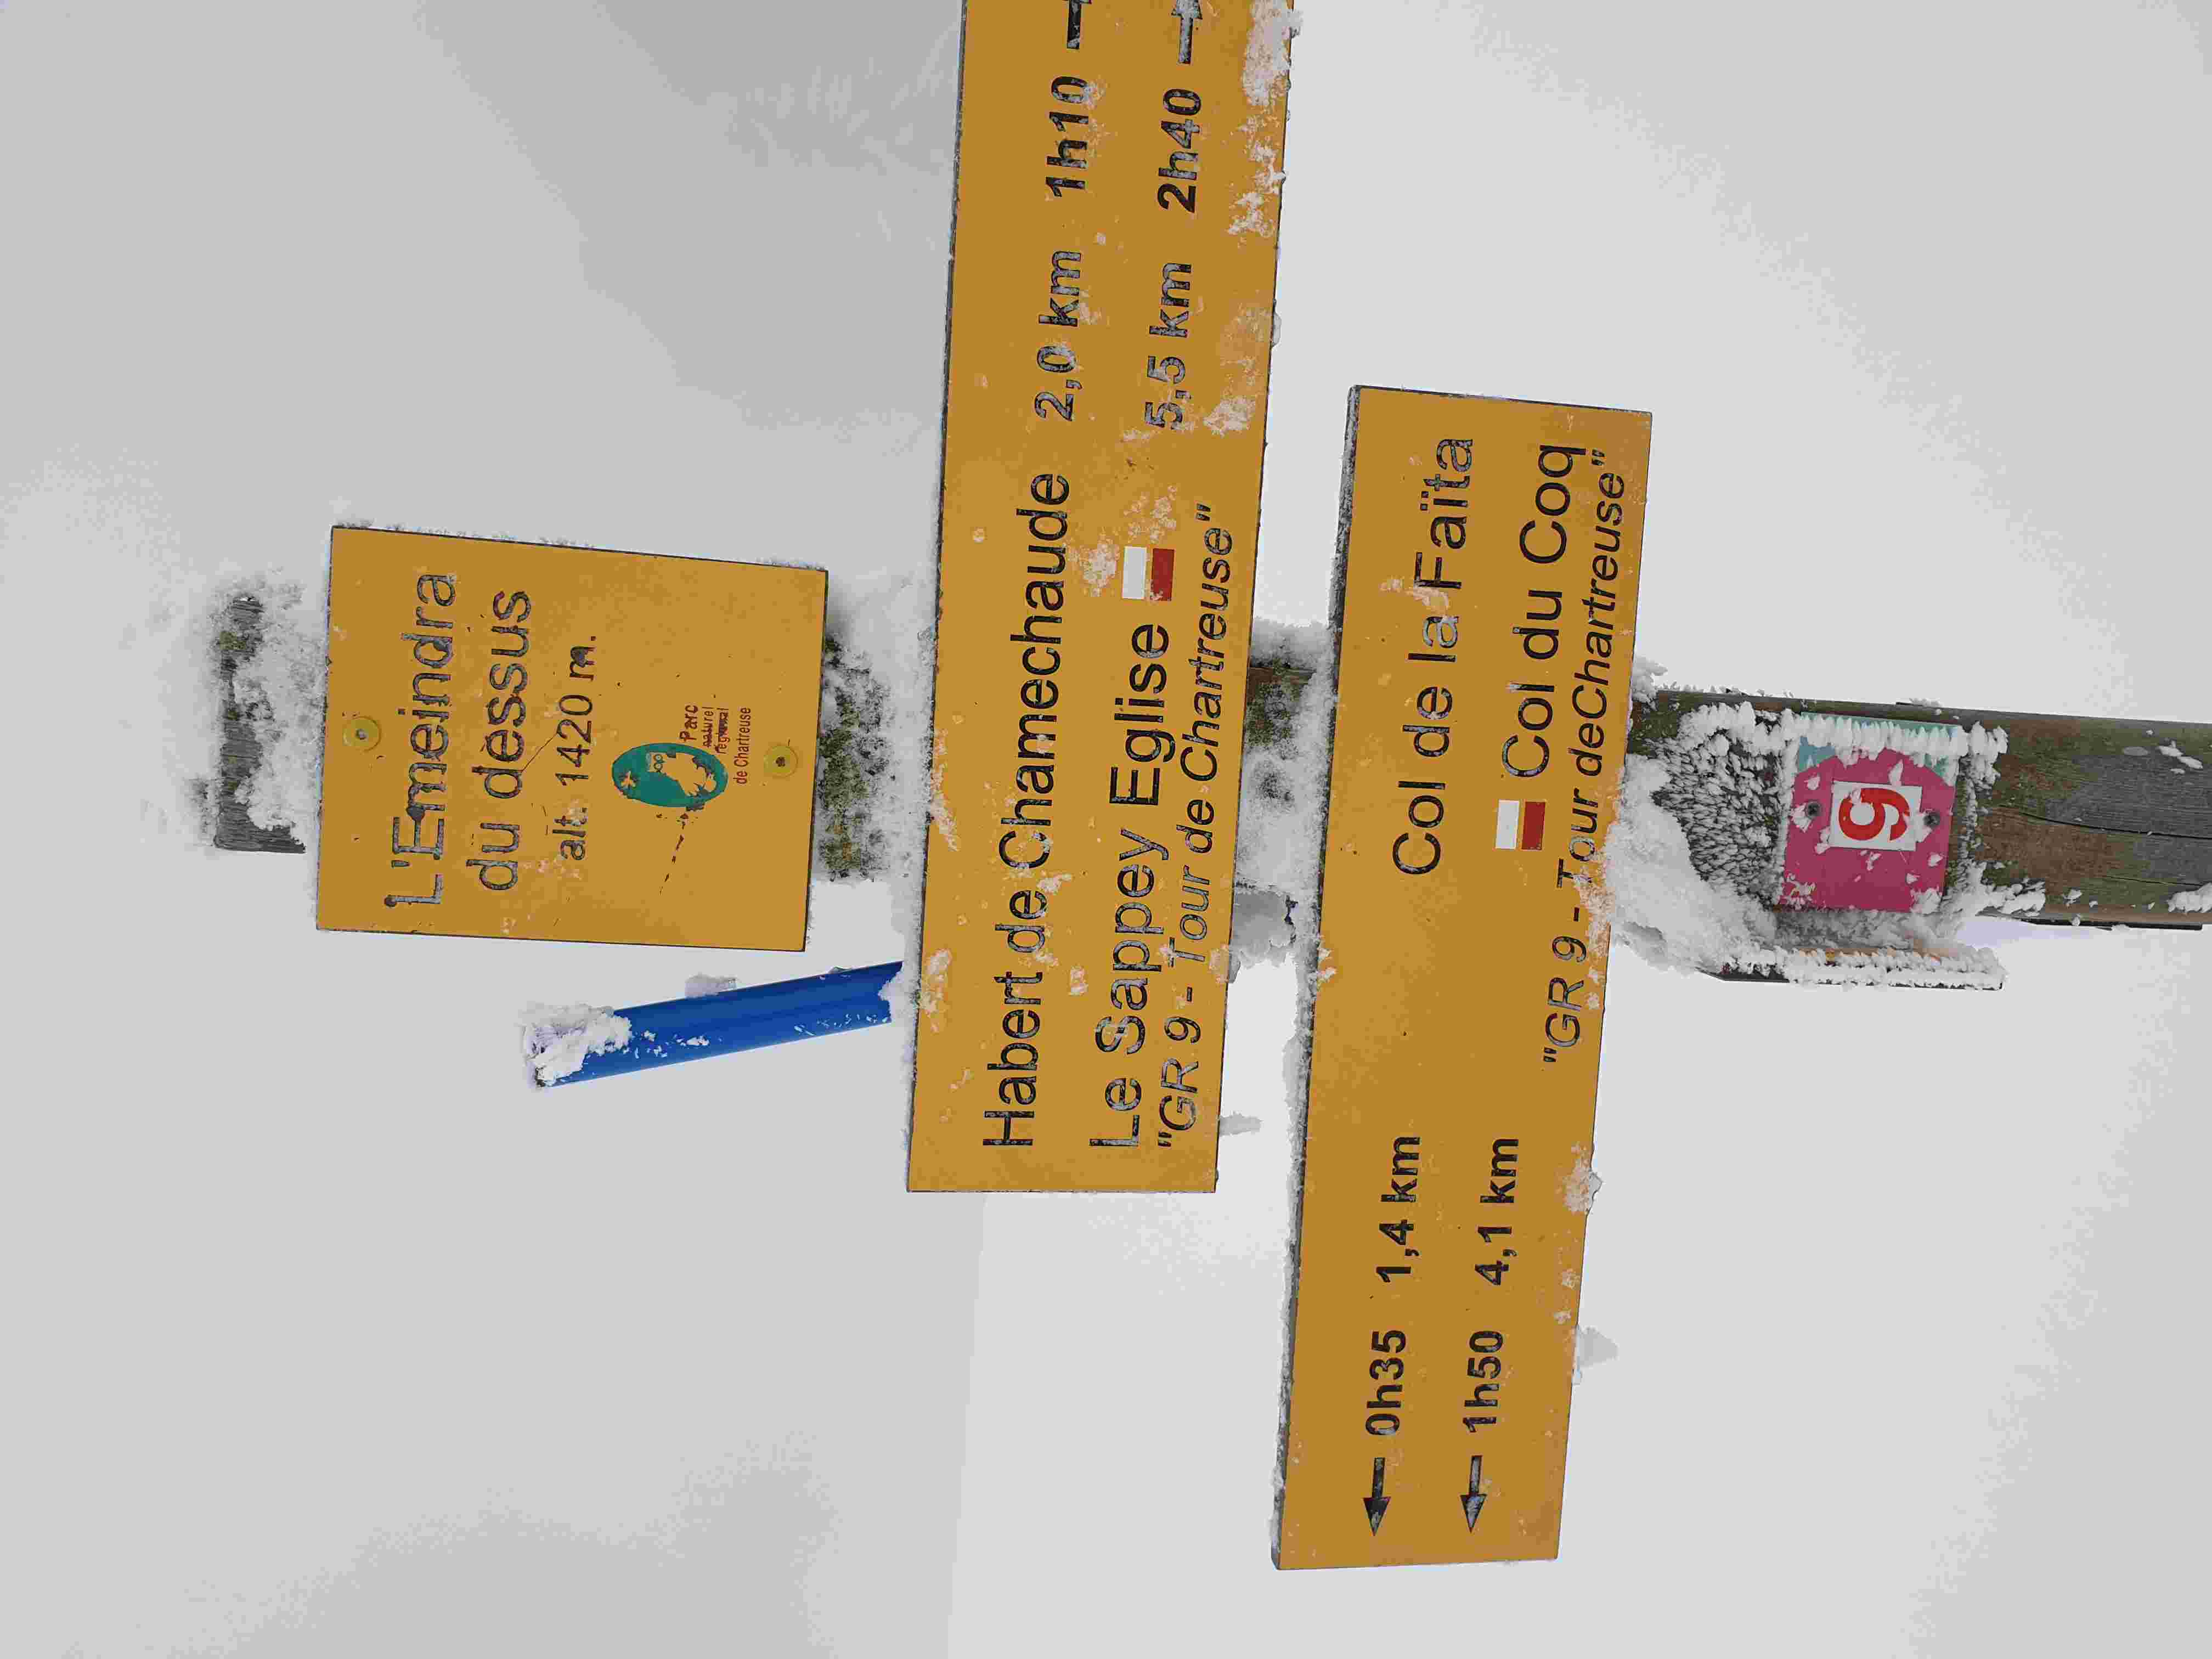 L'Emeindra
du dessus
alt. 1420 m.
Parc
naturel
régional
de Chartreuse
Habert de Chamechaude 2,0 km 1h10
Le Sappey Eglise 5,5 km 2h40
"GR 9 - Tour de Chartreuse"
0h35 1,4 km Col de la Faïta
1h50 4,1 km Col du Coq
"GR 9 - Tour deChartreuse"
9